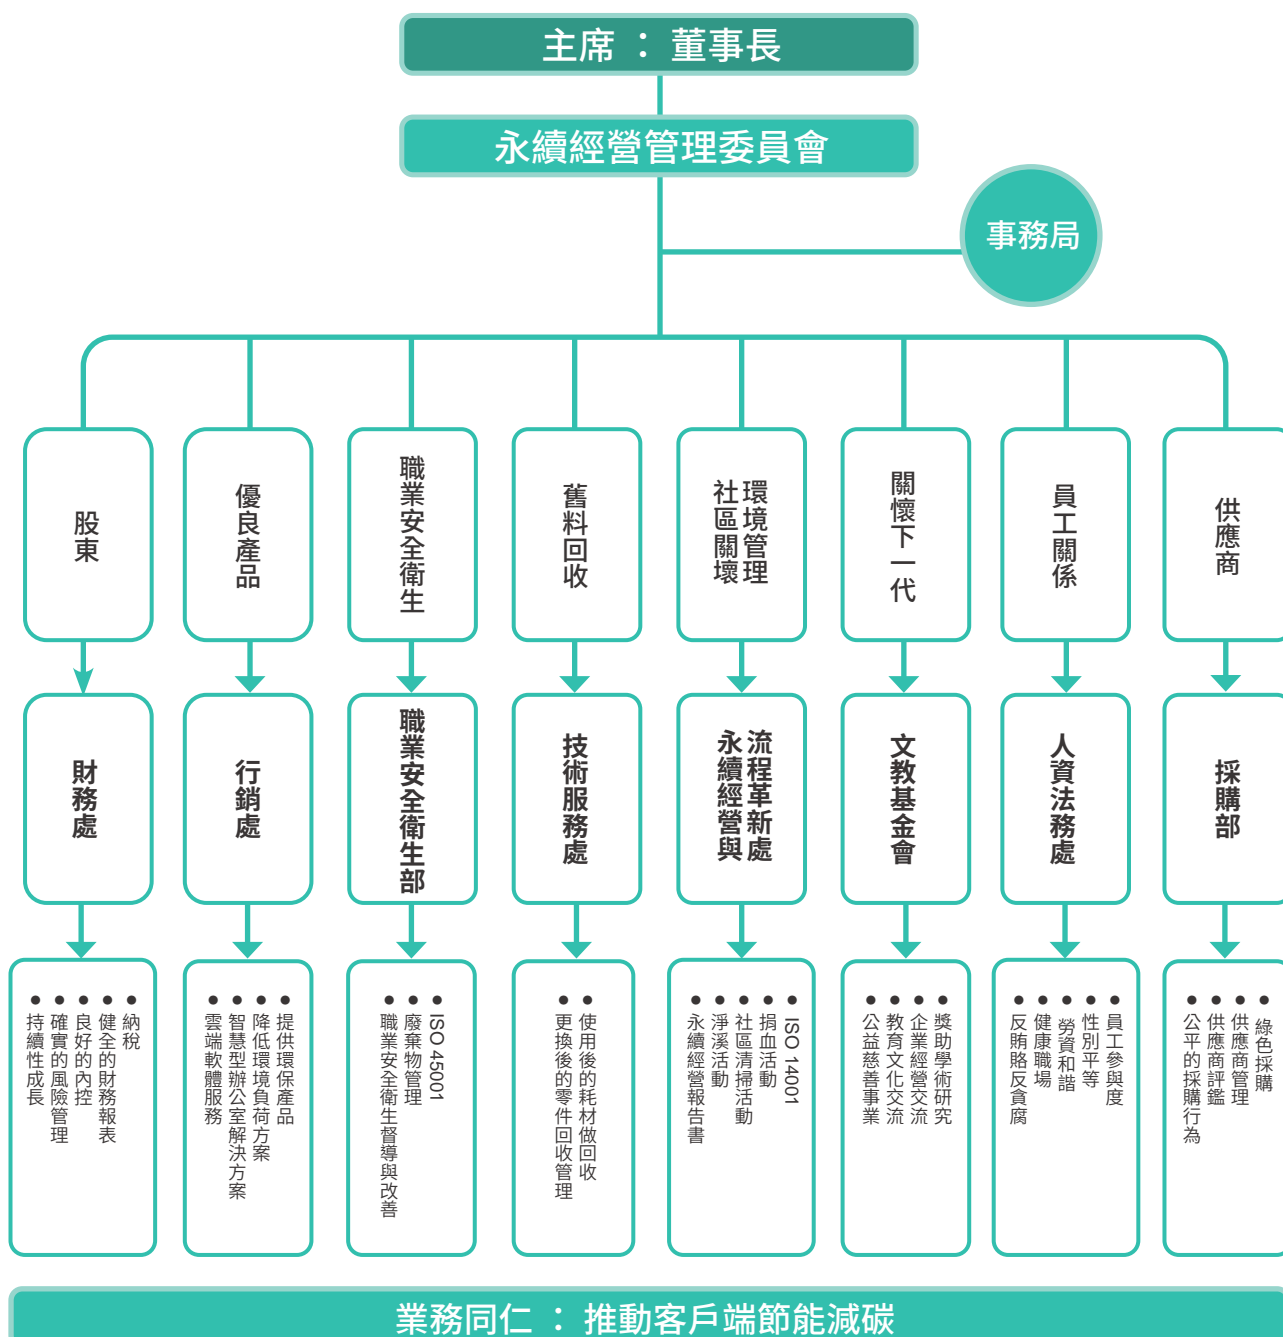 主席 ： 董事長
永續經營管理委員會
事務局
股東
優良產品
職業安全衛生
舊料回收
環境管理
社區關壞
關懷下一代
員工關係
供應商
財務處
行銷處
職業安全衛生部
技術服務處
流程革新處
永續經營與
文教基金會
人資法務處
採購部
● 納稅
● 健全的財務報表
● 良好的內控
● 確實的風險管理
● 持續性成長
● 提供環保產品
● 降低環境負荷方案
● 智慧型辦公室解決方案
● 雲端軟體服務
● ISO 45001
● 廢棄物管理
● 職業安全衛生督導與改善
● 使用後的耗材做回收
● 更換後的零件回收管理
● ISO 14001
● 捐血活動
● 社區清掃活動
● 淨溪活動
● 永續經營報告書
● 獎助學術研究
● 企業經營交流
● 教育文化交流
● 公益慈善事業
● 員工參與度
● 性別平等
● 勞資和諧
● 健康職場
● 反賄賂反貪腐
● 綠色採購
● 供應商管理
● 供應商評鑑
● 公平的採購行為
業務同仁 ： 推動客戶端節能減碳